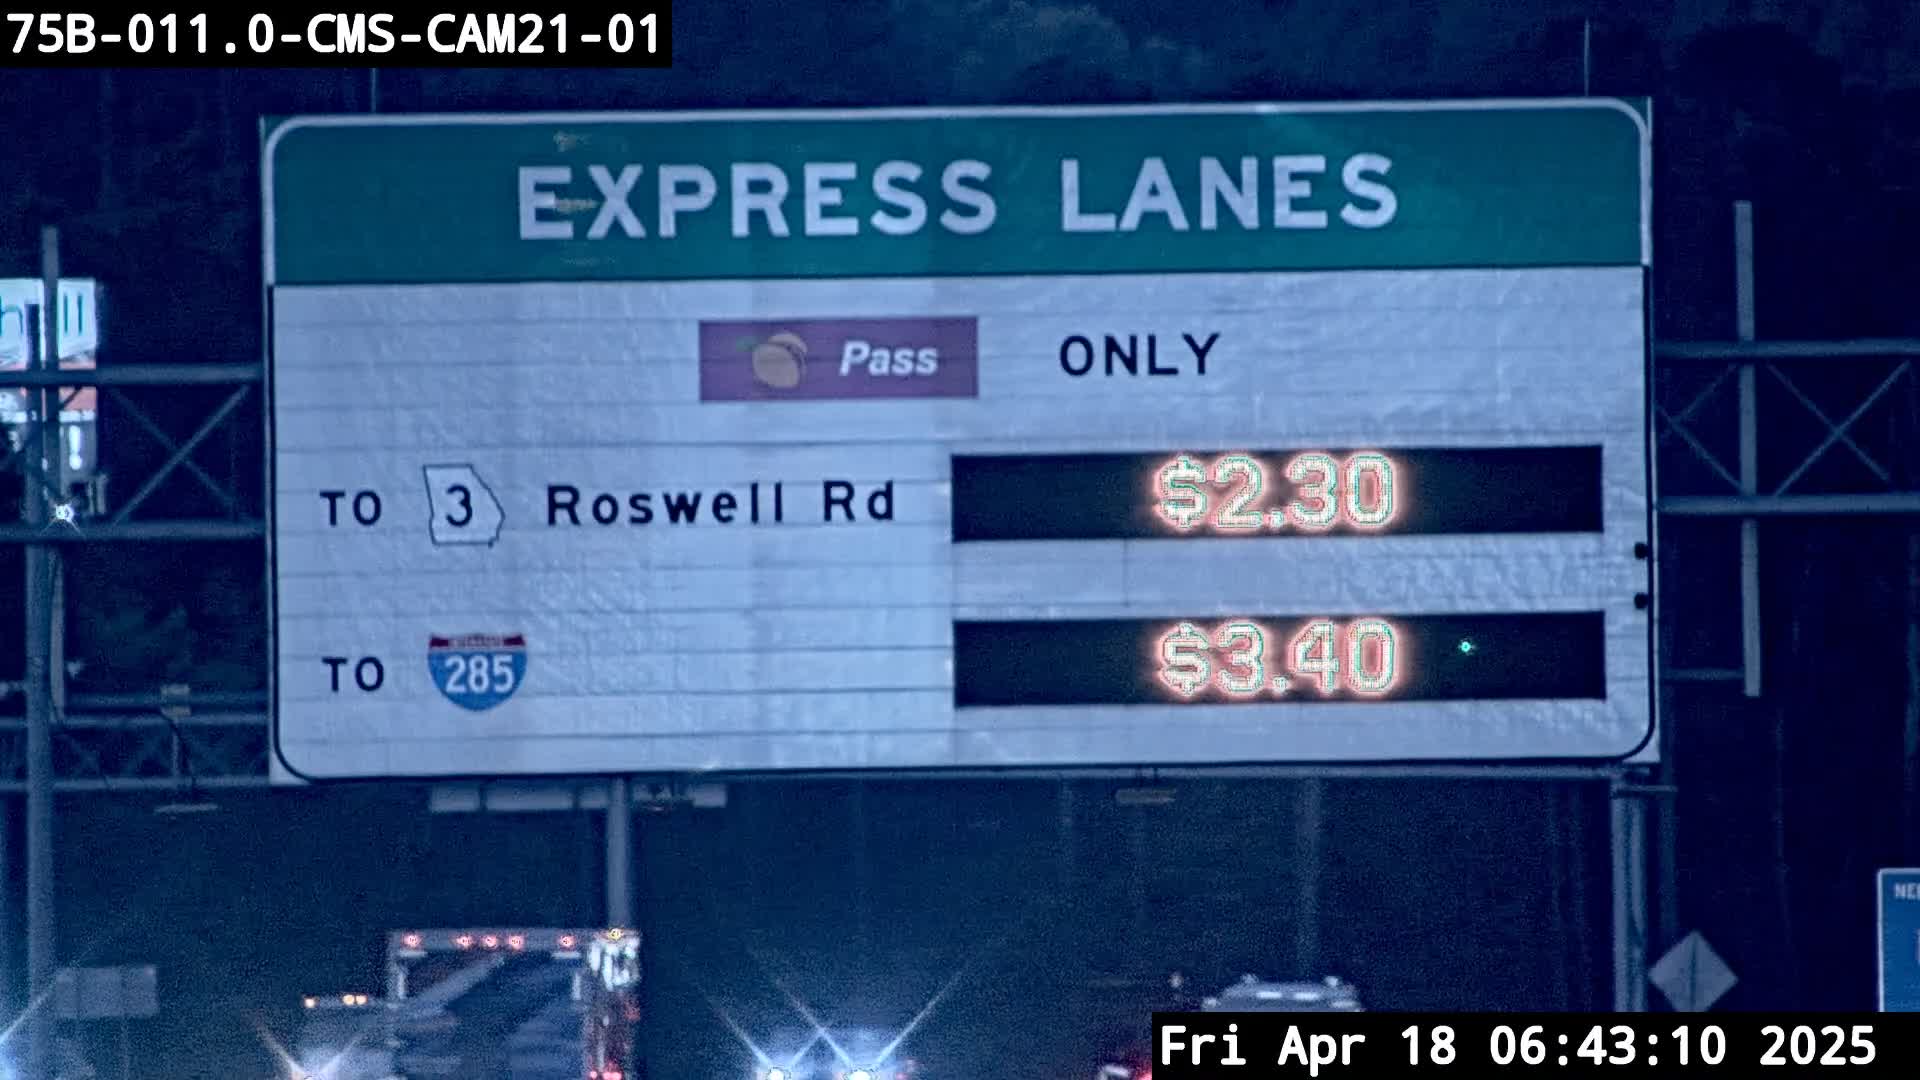 75B-011.0-CMS-CAM21-01
EXPRESS LANES
Pass ONLY
TO 3 Roswell Rd $2.30
TO 285 $3.40
Fri Apr 18 06:43:10 2025